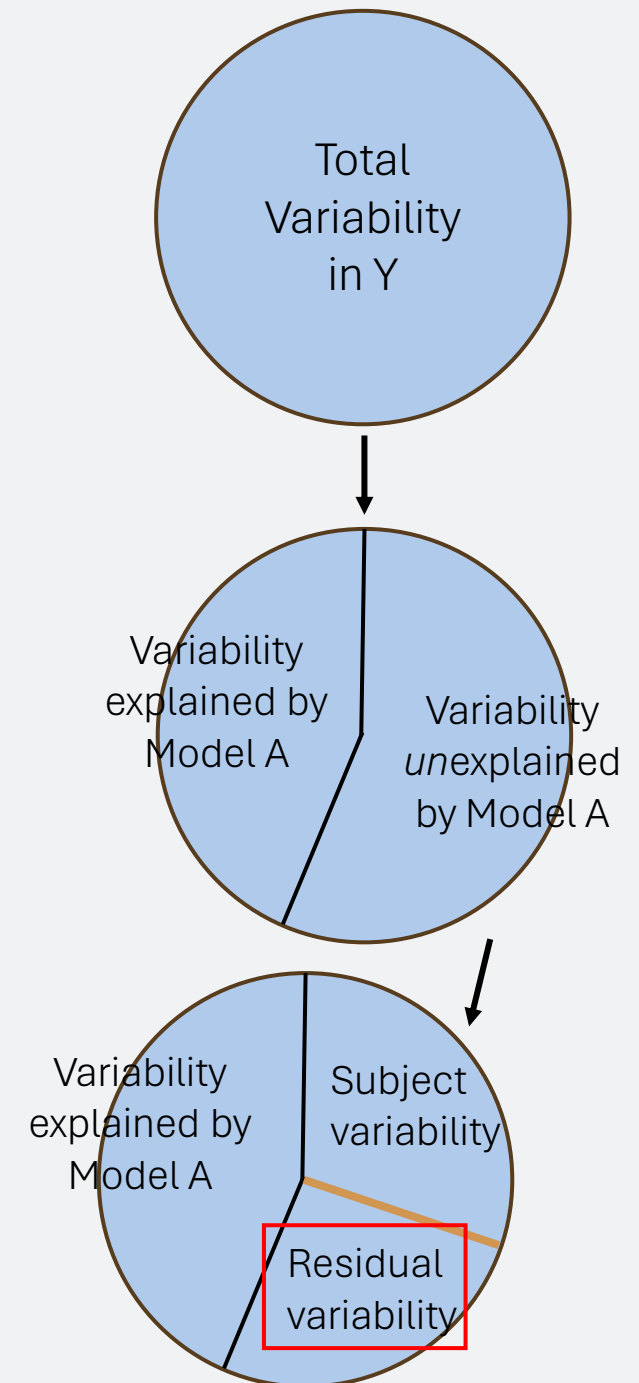 Total
Variability
in Y
Variability
explained by
Model A
Variability
unexplained
by Model A
Variability
explained by
Model A
Subject
variability
Residual
variability